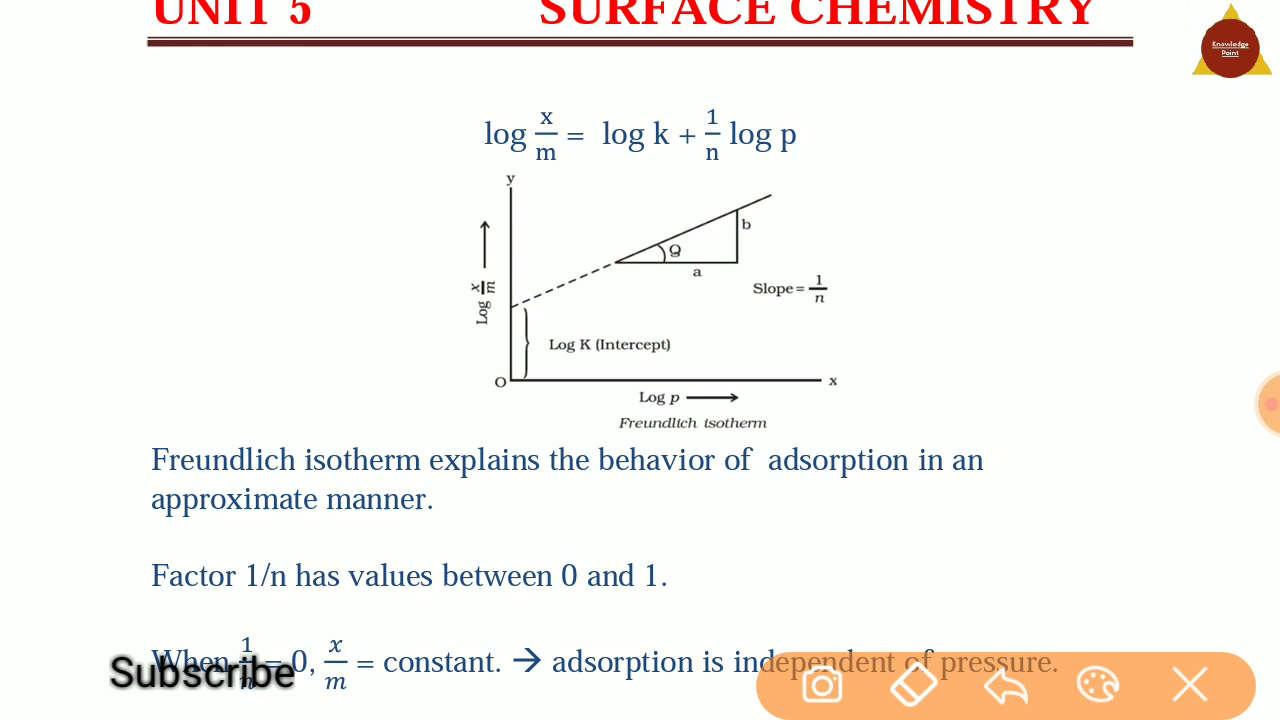 UNIT 5 SURFACE CHEMISTRY
Knowledge
Point
log x/m = log k + 1/n log p
y
b
Q
a
Slope = 1/n
Log x/m
Log K (Intercept)
O
x
Log p
Freundlich isotherm
Freundlich isotherm explains the behavior of adsorption in an
approximate manner.
Factor 1/n has values between 0 and 1.
When 1/n = 0, x/m = constant. → adsorption is independent of pressure.
Subscribe